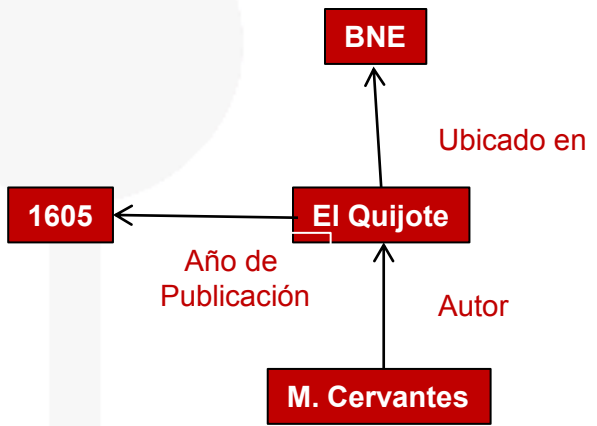 BNE
Ubicado en
1605
El Quijote
Año de
Publicación
Autor
M. Cervantes